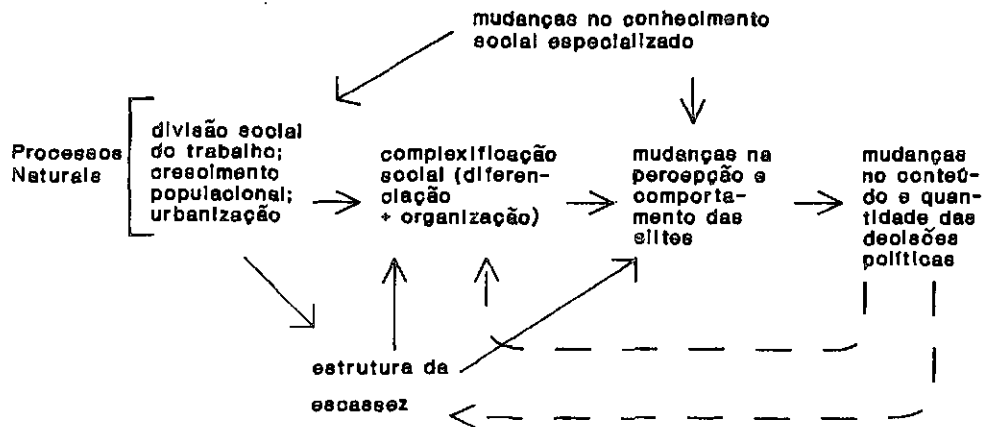 mudanças no conhecimento
social especializado
Processos
Naturais
divisão social
do trabalho;
crescimento
populacional;
urbanização
complexificação
social (diferen-
ciação
+ organização)
mudanças na
percepção e
comporta-
mento das
elites
mudanças
no conteú-
do e quan-
tidade das
decisões
políticas
estrutura da
escassez